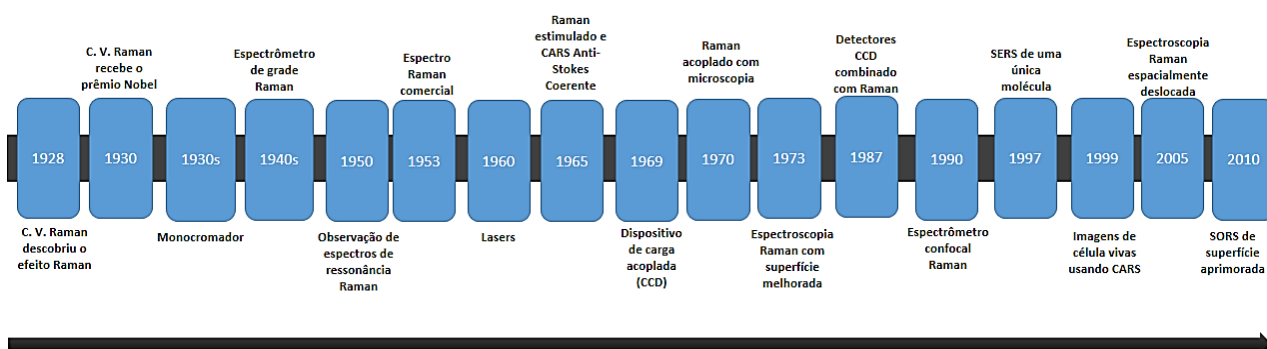 C. V. Raman
descobriu o
efeito Raman
1928
C. V. Raman
recebe o
prêmio Nobel
1930
1930s
Monocromador
Espectrômetro
de grade
Raman
1940s
1950
Observação de
espectros de
ressonância
Raman
Espectro
Raman
comercial
1953
1960
Lasers
Raman
estimulado e
CARS Anti-
Stokes
Coerente
1965
1969
Dispositivo
de carga
acoplada
(CCD)
Raman
acoplado com
microscopia
1970
1973
Espectroscopia
Raman com
superfície
melhorada
Detectores
CCD
combinado
com Raman
1987
1990
Espectrômetro
confocal
Raman
SERS de uma
única
molécula
1997
1999
Imagens de
célula vivas
usando CARS
Espectroscopia
Raman
espacialmente
deslocada
2005
2010
SORS de
superfície
aprimorada